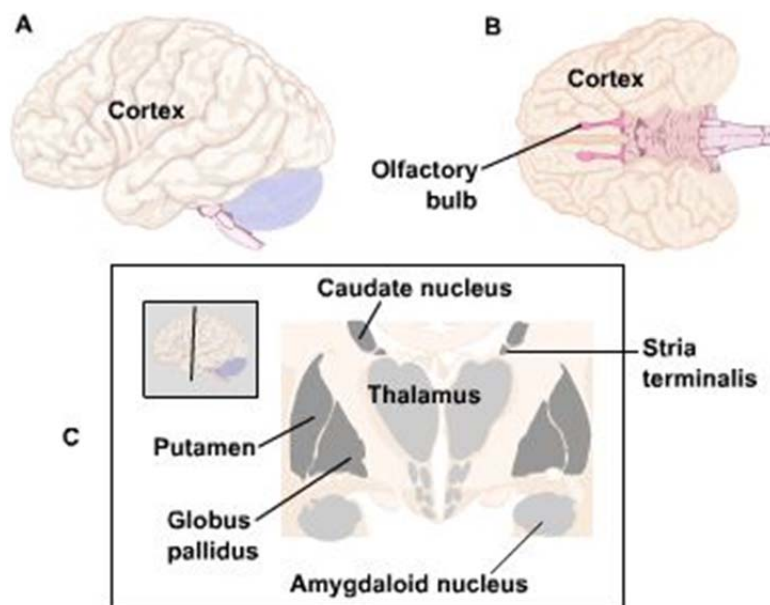 A
Cortex
B
Cortex
Olfactory
bulb
Caudate nucleus
Stria
terminalis
Thalamus
C
Putamen
Globus
pallidus
Amygdaloid nucleus